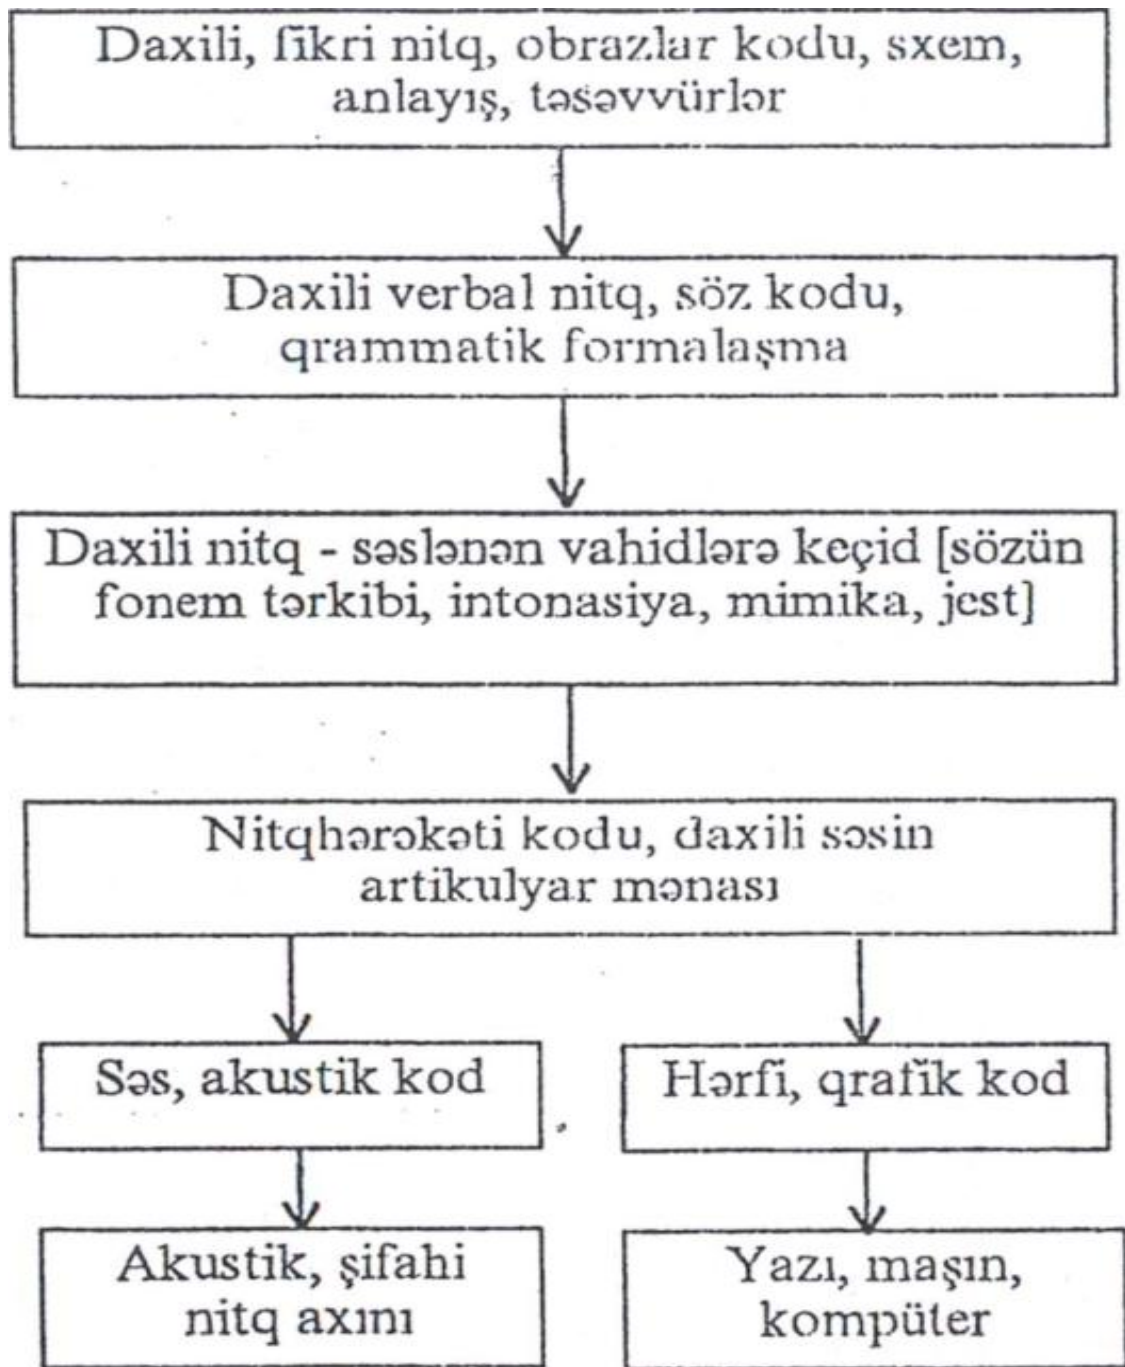 Daxili, fikri nitq, obrazlar kodu, sxem,
anlayış, təsəvvürlər
Daxili verbal nitq, söz kodu,
qrammatik formalaşma
Daxili nitq - səslənən vahidlərə keçid [sözün
fonem tərkibi, intonasiya, mimika, jest]
Nitqhərəkəti kodu, daxili səsin
artikulyar mənası
Səs, akustik kod
Hərfi, qrafik kod
Akustik, şifahi
nitq axını
Yazı, maşın,
kompüter